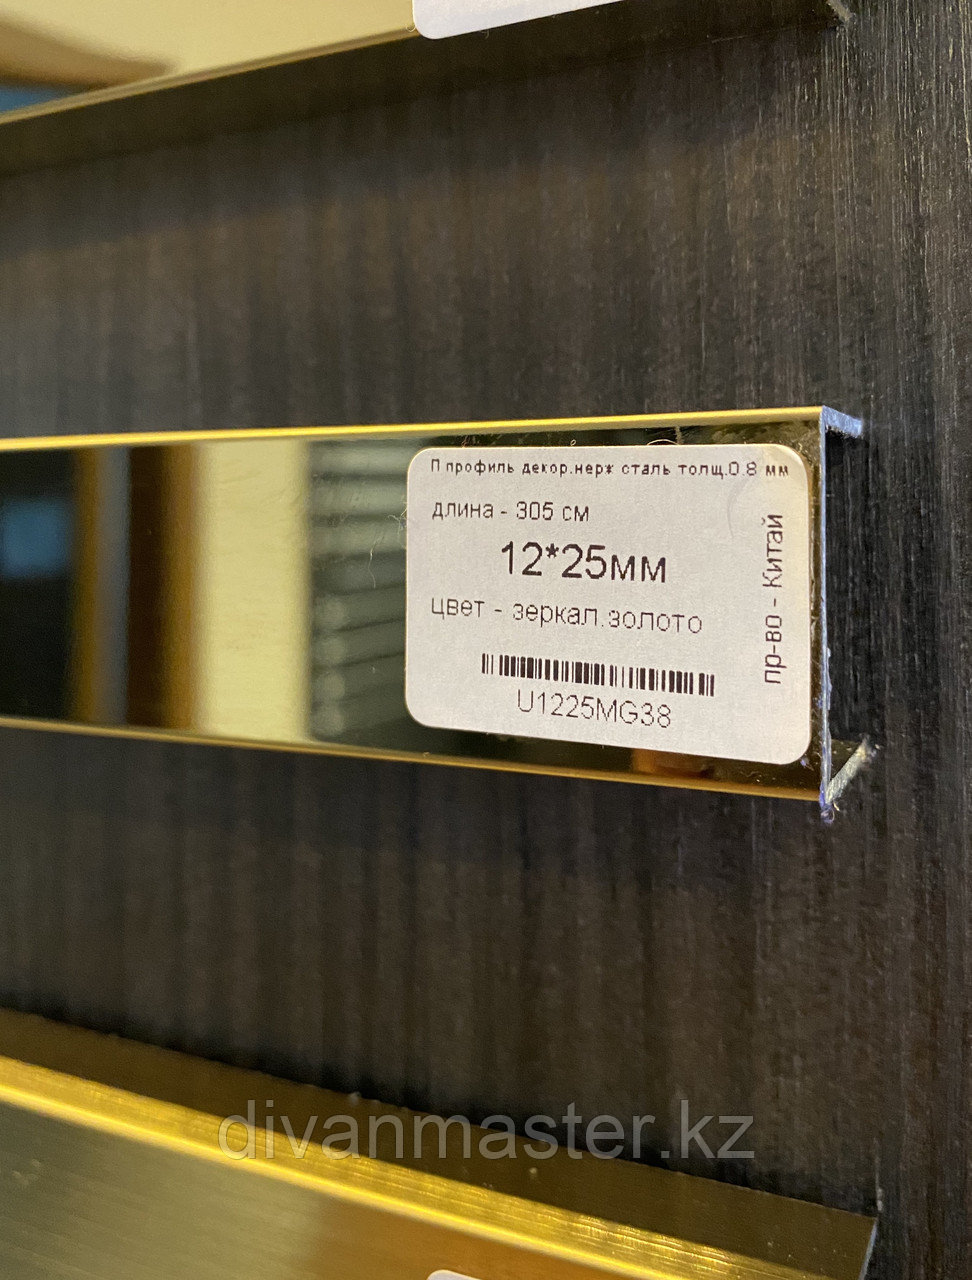 П профиль декор.нерж сталь толщ.0.8 мм
длина - 305 см
12*25мм
цвет - зеркал.золото
U1225MG38
пр-во - Китай
divanmaster.kz